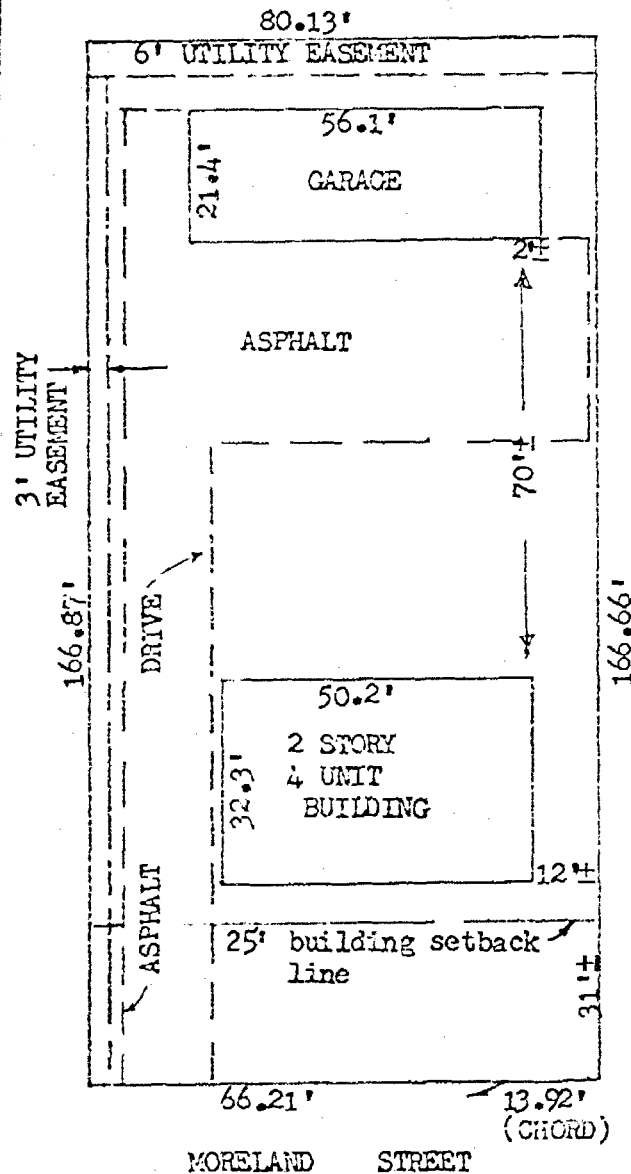 80.13'
6' UTILITY EASEMENT
56.1'
21.4'
GARAGE
2'±
ASPHALT
3' UTILITY
EASEMENT
70'±
DRIVE
166.87'
166.66'
50.2'
32.3'
2 STORY
4 UNIT
BUILDING
12'±
ASPHALT
25' building setback
line
31'±
66.21'
13.92'
(CHORD)
MORELAND STREET